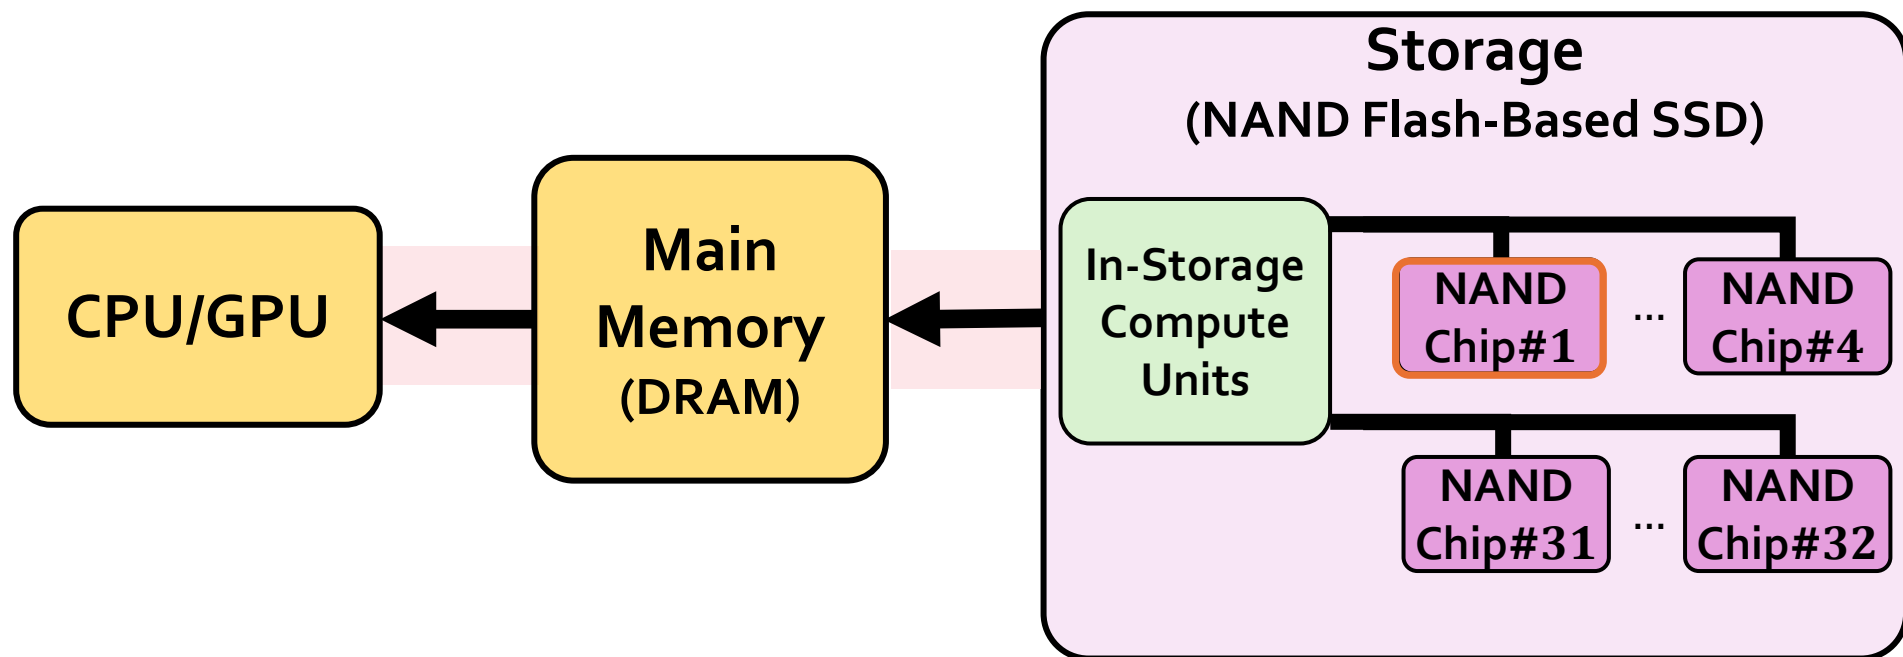 Storage
(NAND Flash-Based SSD)
CPU/GPU
Main
Memory
(DRAM)
In-Storage
Compute
Units
NAND
Chip#1
...
NAND
Chip#4
NAND
Chip#31
...
NAND
Chip#32